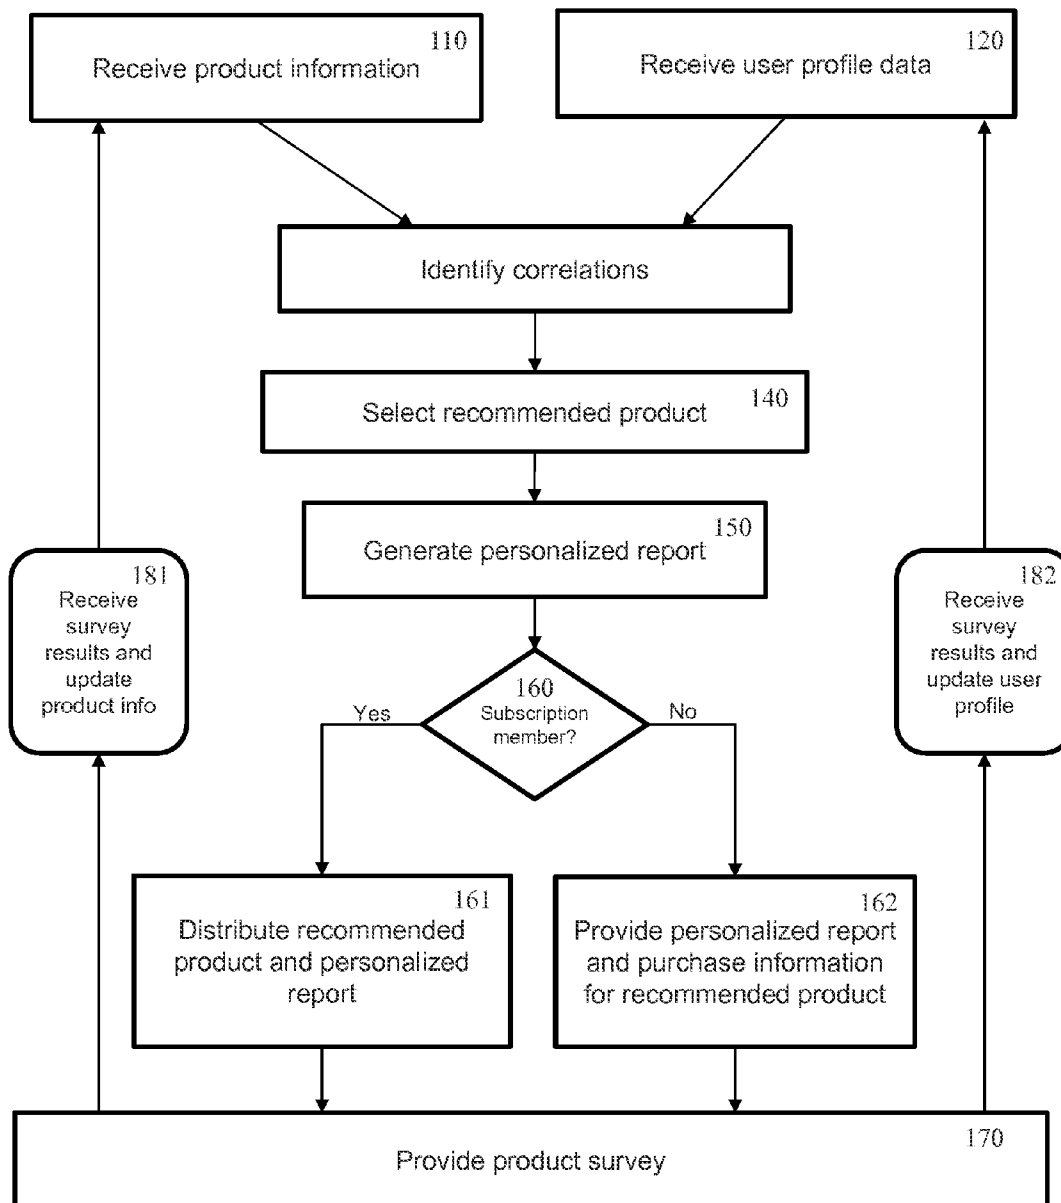 110
Receive product information
120
Receive user profile data
Identify correlations
140
Select recommended product
150
Generate personalized report
181
Receive
survey
results and
update
product info
182
Receive
survey
results and
update user
profile
160
Subscription
member?
Yes
No
161
Distribute recommended
product and personalized
report
162
Provide personalized report
and purchase information
for recommended product
170
Provide product survey